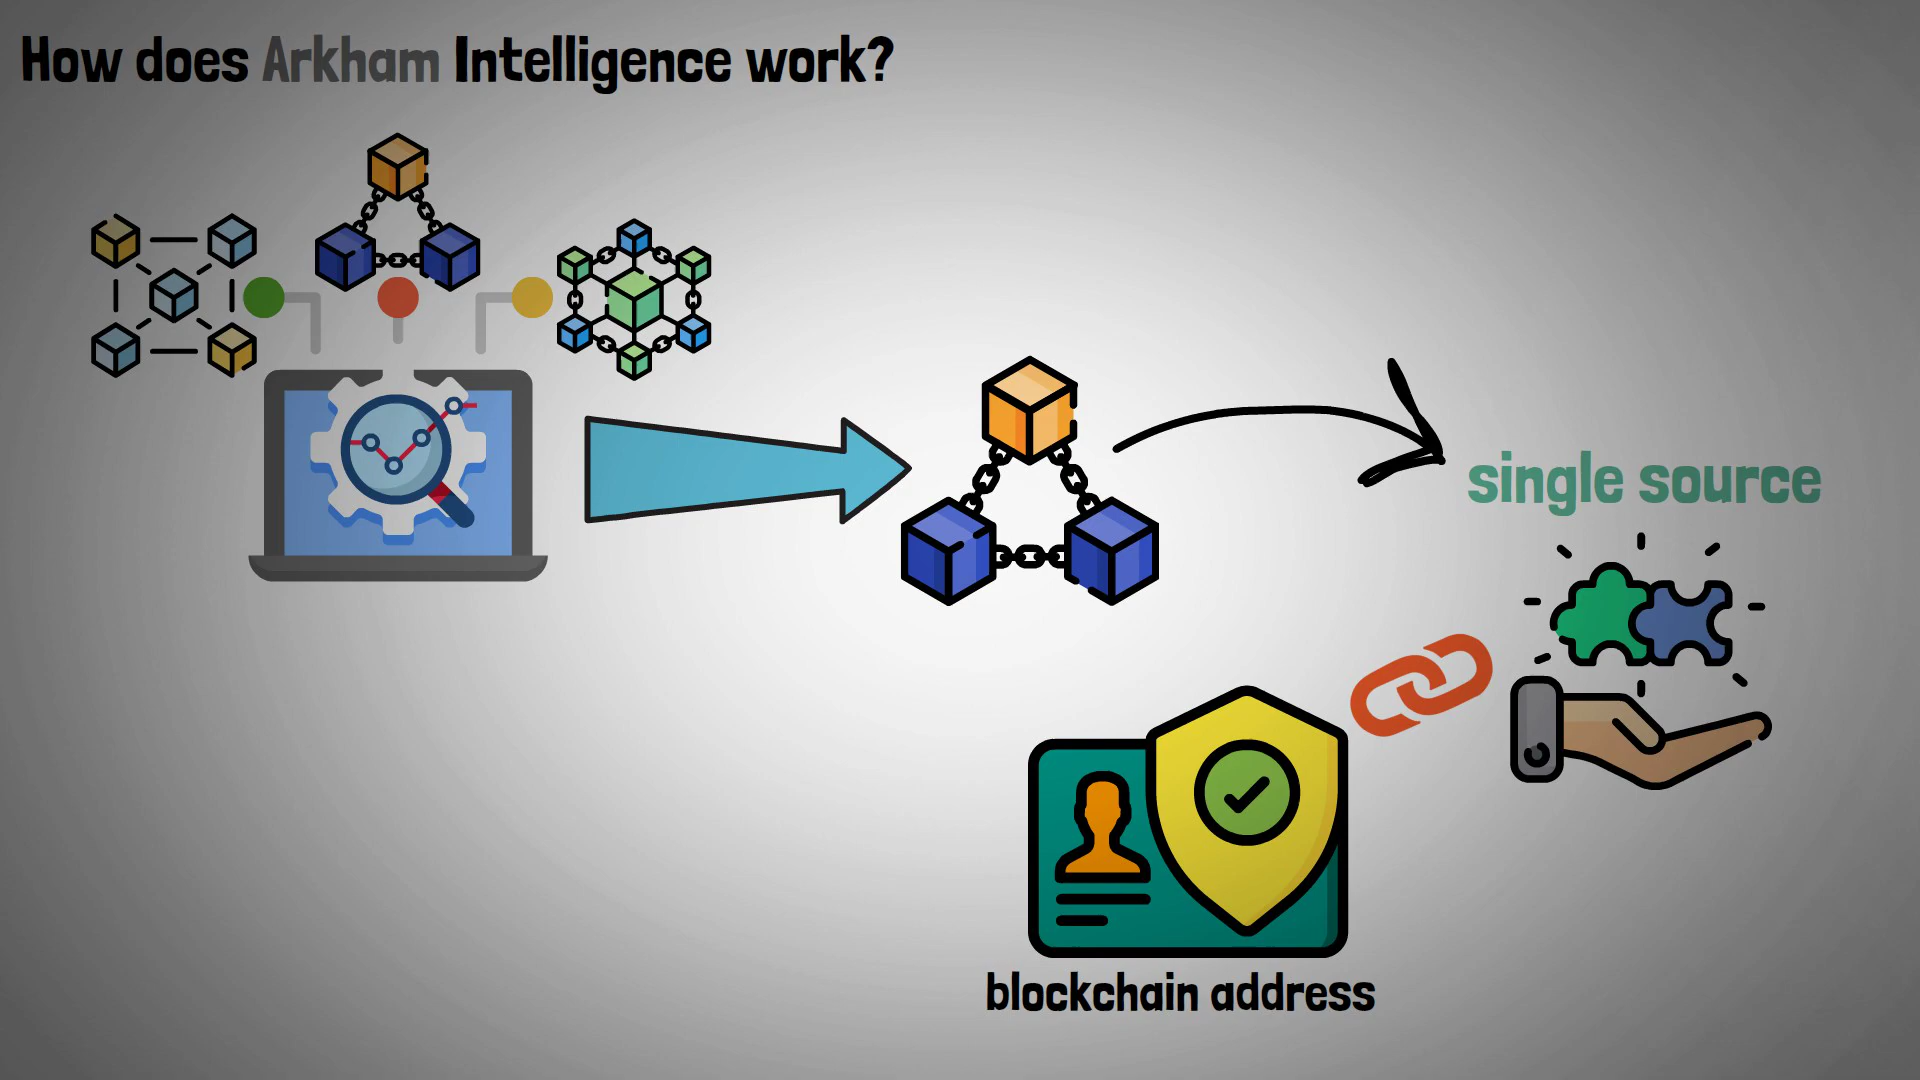 How does Arkham Intelligence work?
single source
blockchain address